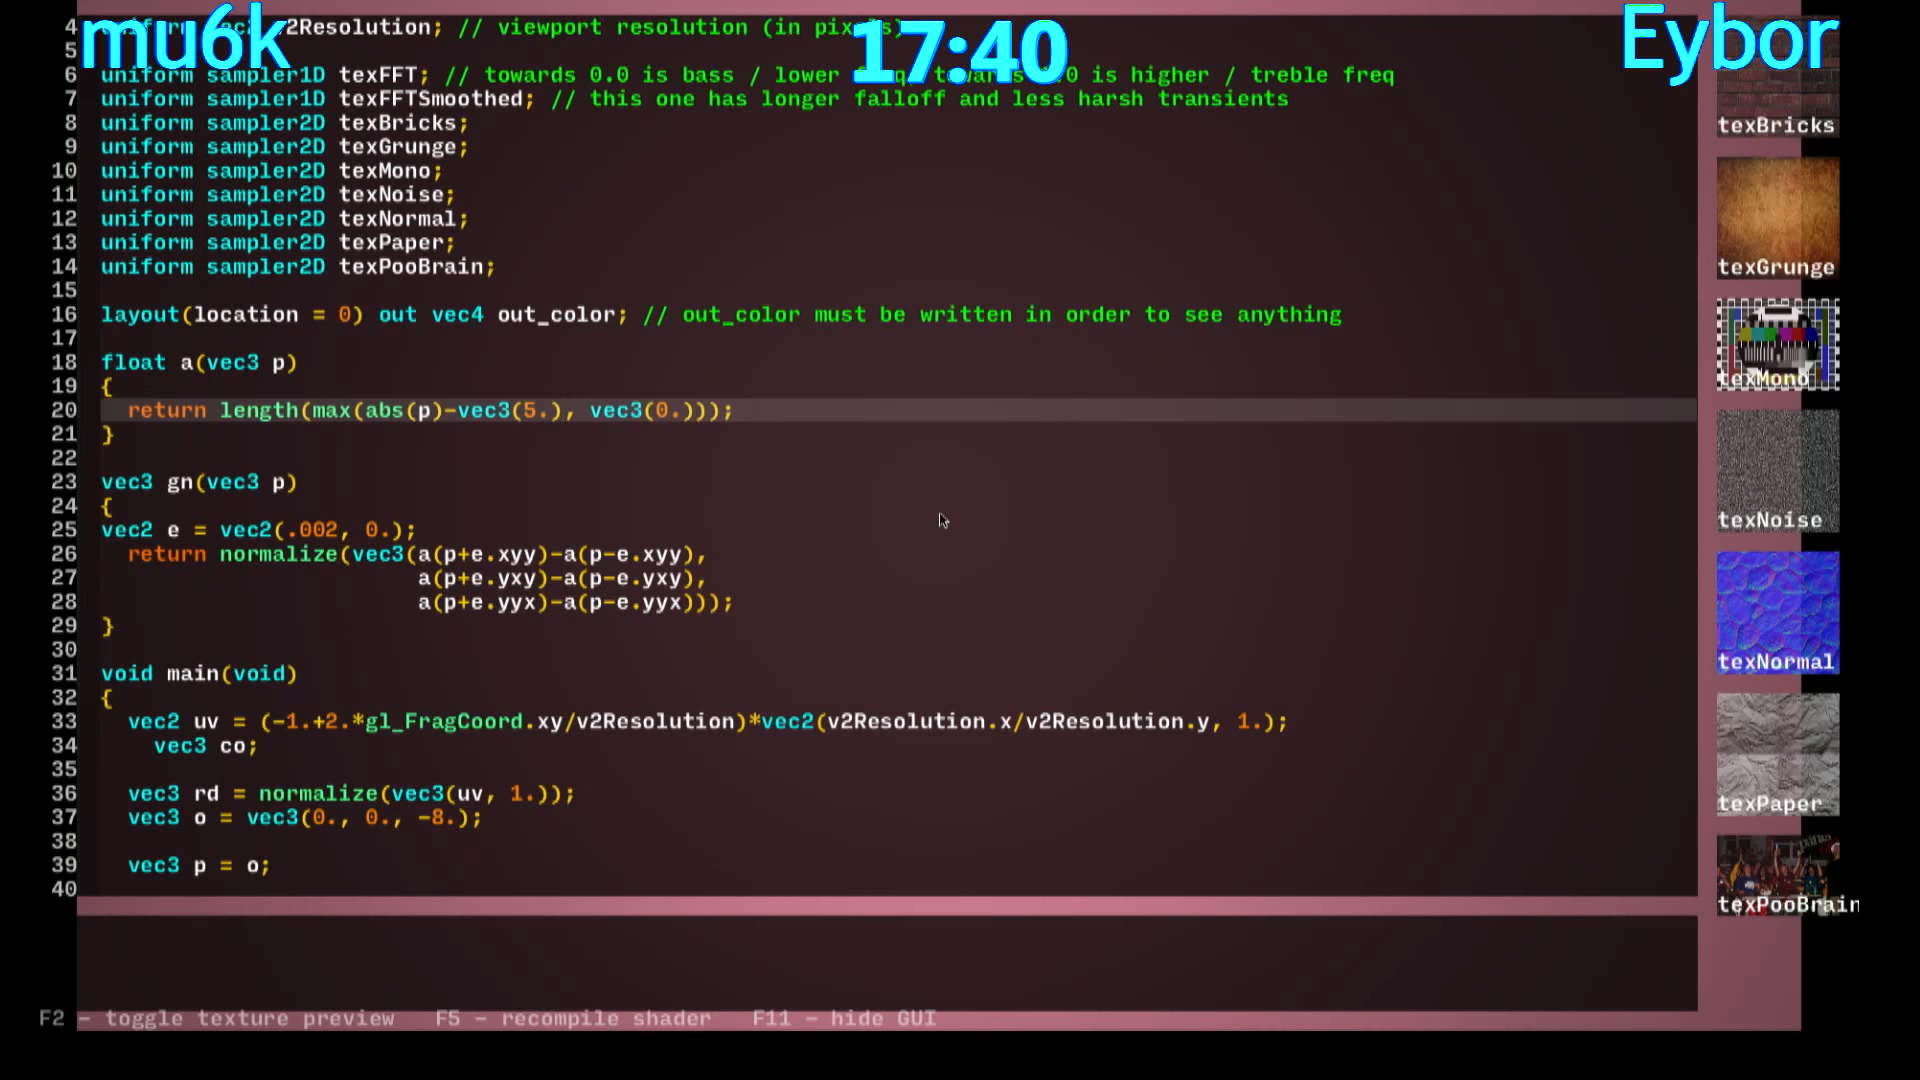 mu6k
17:40
Eybor
4 uniform vec2 v2Resolution; // viewport resolution (in pixels)
5
6 uniform sampler1D texFFT; // towards 0.0 is bass / lower freq, towards 1.0 is higher / treble freq
7 uniform sampler1D texFFTSmoothed; // this one has longer falloff and less harsh transients
8 uniform sampler2D texBricks;
9 uniform sampler2D texGrunge;
10 uniform sampler2D texMono;
11 uniform sampler2D texNoise;
12 uniform sampler2D texNormal;
13 uniform sampler2D texPaper;
14 uniform sampler2D texPooBrain;
15
16 layout(location = 0) out vec4 out_color; // out_color must be written in order to see anything
17
18 float a(vec3 p)
19 {
20   return length(max(abs(p)-vec3(5.), vec3(0.)));
21 }
22
23 vec3 gn(vec3 p)
24 {
25 vec2 e = vec2(.002, 0.);
26   return normalize(vec3(a(p+e.xyy)-a(p-e.xyy),
27                         a(p+e.yxy)-a(p-e.yxy),
28                         a(p+e.yyx)-a(p-e.yyx)));
29 }
30
31 void main(void)
32 {
33   vec2 uv = (-1.+2.*gl_FragCoord.xy/v2Resolution)*vec2(v2Resolution.x/v2Resolution.y, 1.);
34     vec3 co;
35
36   vec3 rd = normalize(vec3(uv, 1.));
37   vec3 o = vec3(0., 0., -8.);
38
39   vec3 p = o;
40
texBricks
texGrunge
texMono
texNoise
texNormal
texPaper
texPooBrain
F2 - toggle texture preview   F5 - recompile shader   F11 - hide GUI